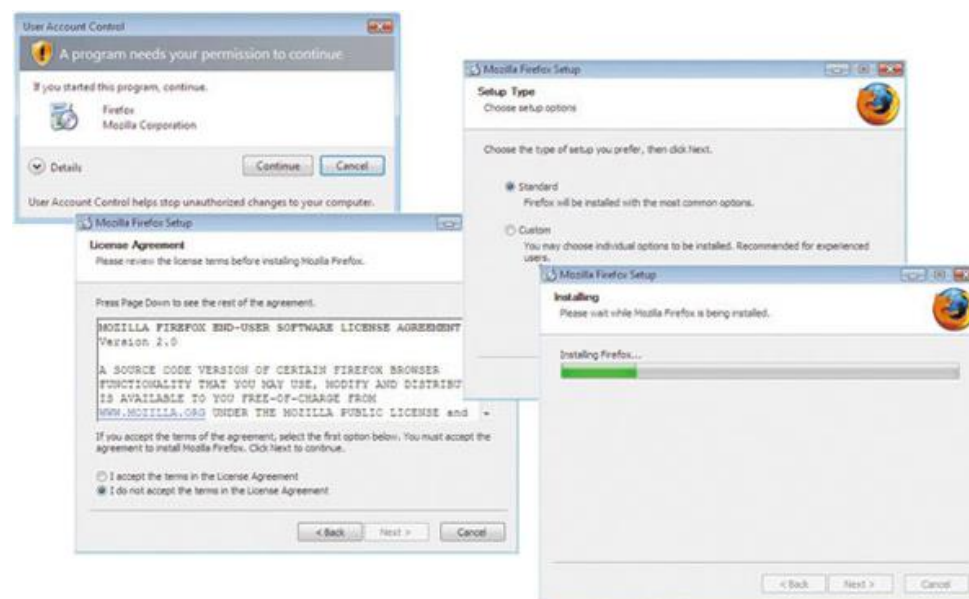 User Account Control
A program needs your permission to continue
If you started this program, continue.
Firefox
Mozilla Corporation
Details
Continue
Cancel
User Account Control helps stop unauthorized changes to your computer.
Mozilla Firefox Setup
License Agreement
Please review the license terms before installing Mozilla Firefox.
Press Page Down to see the rest of the agreement.
MOZILLA FIREFOX END-USER SOFTWARE LICENSE AGREEMENT
Version 2.0
A SOURCE CODE VERSION OF CERTAIN FIREFOX BROWSER
FUNCTIONALITY THAT YOU MAY USE, MODIFY AND DISTRIBU
IS AVAILABLE TO YOU FREE-OF-CHARGE FROM
WWW.MOZILLA.ORG UNDER THE MOZILLA PUBLIC LICENSE and
If you accept the terms of the agreement, select the first option below. You must accept the
agreement to install Mozilla Firefox. Click Next to continue.
I accept the terms in the License Agreement
I do not accept the terms in the License Agreement
< Back
Next >
Cancel
Mozilla Firefox Setup
Setup Type
Choose setup options
Choose the type of setup you prefer, then click Next.
Standard
Firefox will be installed with the most common options.
Custom
You may choose individual options to be installed. Recommended for experienced
users.
Mozilla Firefox Setup
Installing
Please wait while Mozilla Firefox is being installed.
Installing Firefox...
< Back
Next >
Cancel